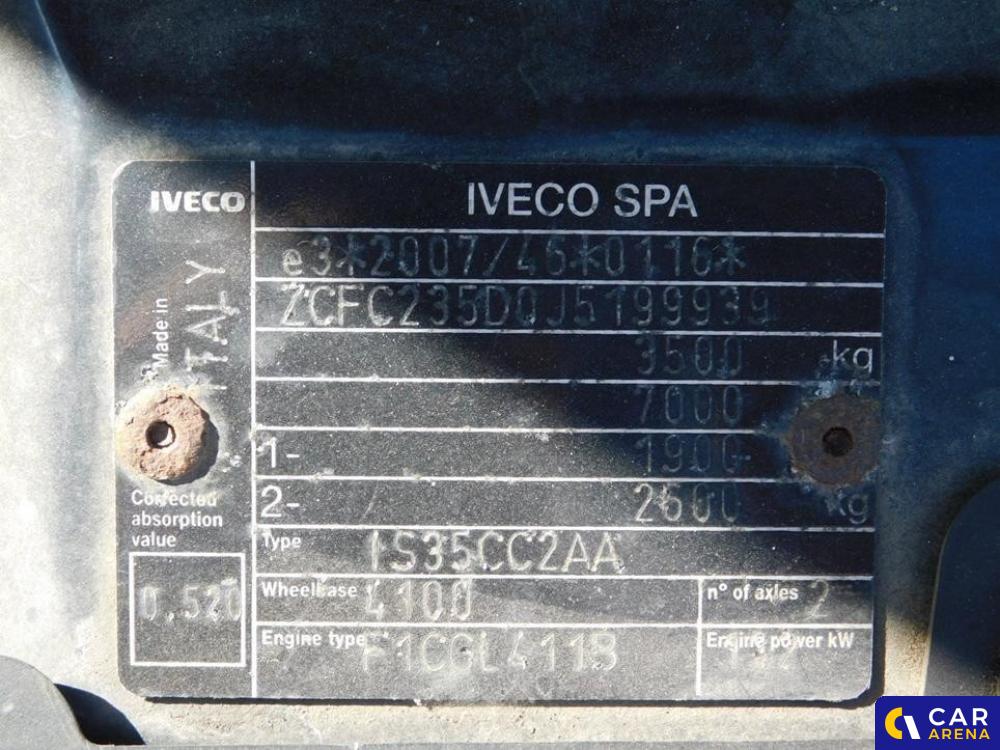 IVECO
IVECO SPA
e3*2007/46*0116*
ZCFC235D0J5199939
3500 kg
7000
1- 1900
2- 2600 kg
Made in
ITALY
Corrected
absorption
value
0.520
Type IS35CC2AA
Wheelbase 4100
n° of axles 2
Engine type F1CGL411B
Engine power kW
CAR
ARENA